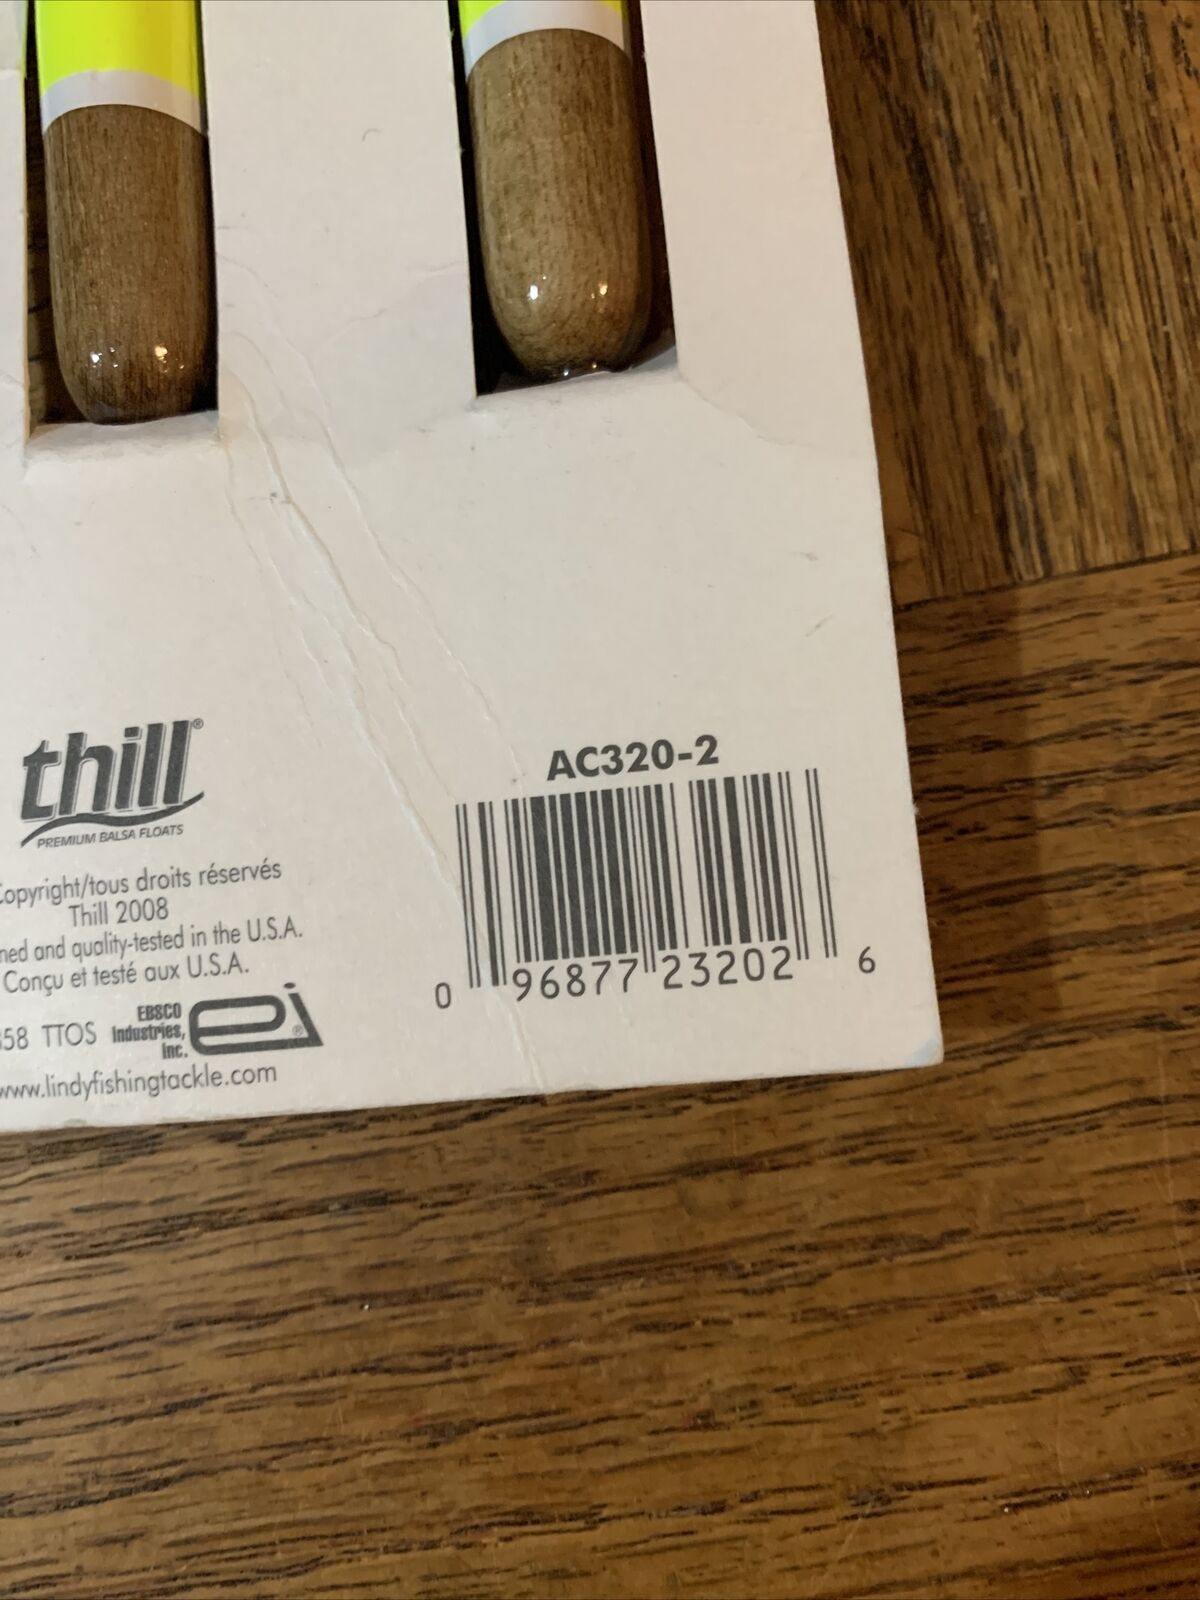 thill®
PREMIUM BALSA FLOATS
Copyright/tous droits réservés
Thill 2008
and quality-tested in the U.S.A.
Conçu et testé aux U.S.A.
TTOS
EBSCO
Industries,
Inc.
ei®
www.lindyfishingtackle.com
AC320-2
0 96877 23202 6